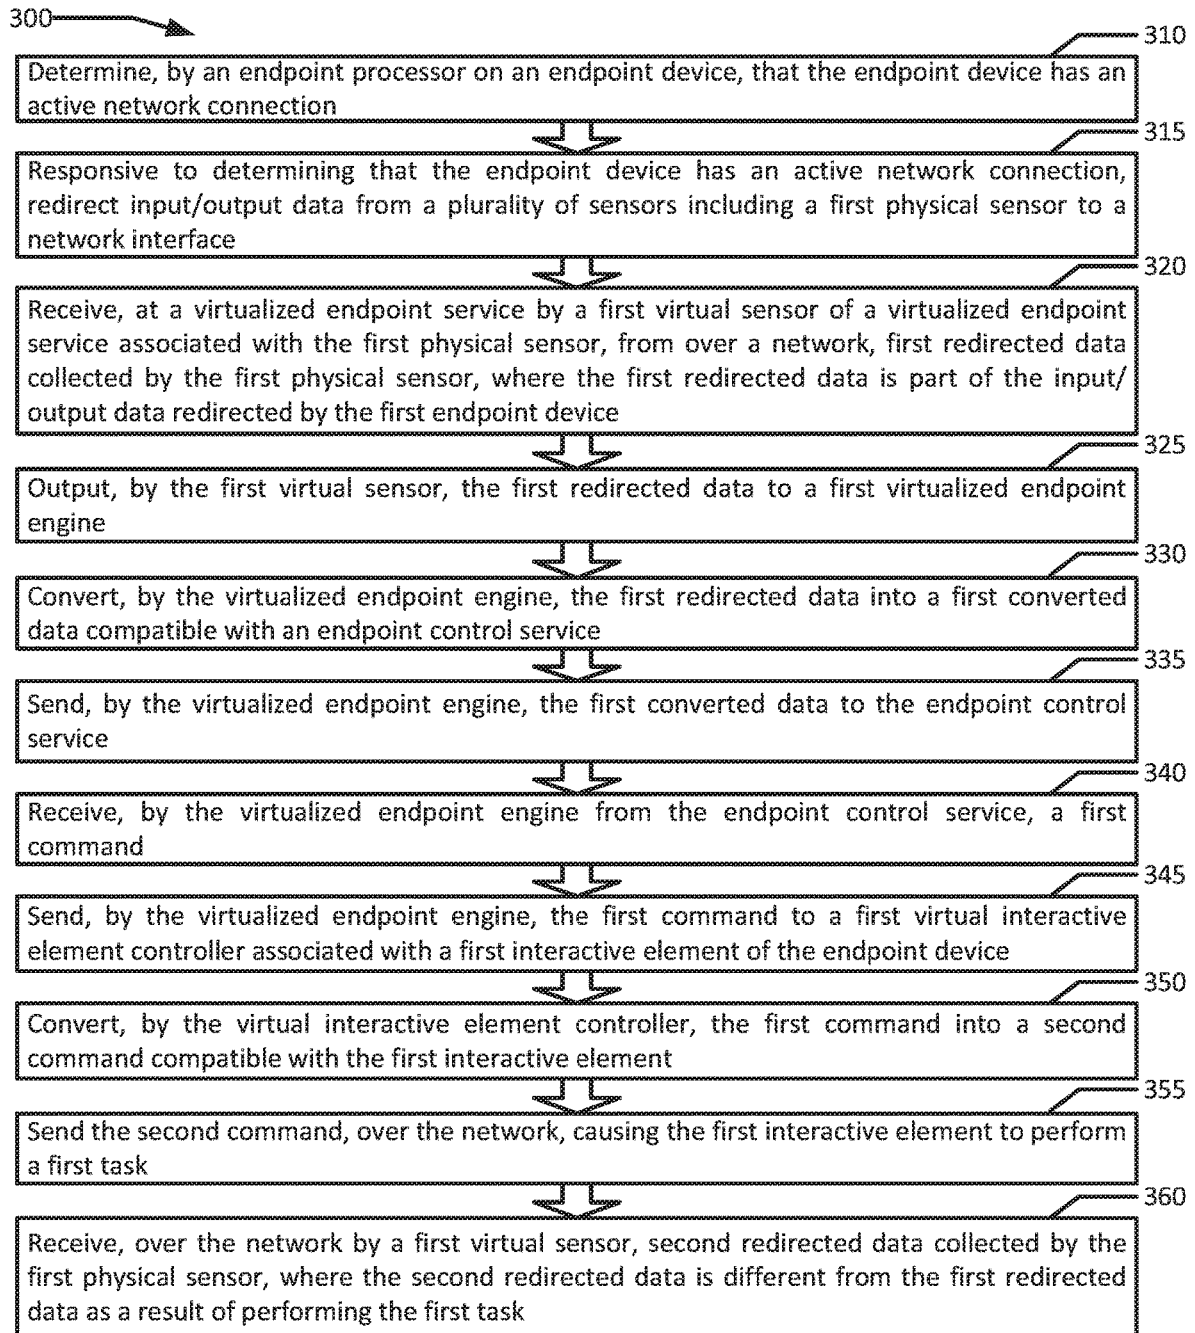 300
310
Determine, by an endpoint processor on an endpoint device, that the endpoint device has an
active network connection
315
Responsive to determining that the endpoint device has an active network connection,
redirect input/output data from a plurality of sensors including a first physical sensor to a
network interface
320
Receive, at a virtualized endpoint service by a first virtual sensor of a virtualized endpoint
service associated with the first physical sensor, from over a network, first redirected data
collected by the first physical sensor, where the first redirected data is part of the input/
output data redirected by the first endpoint device
325
Output, by the first virtual sensor, the first redirected data to a first virtualized endpoint
engine
330
Convert, by the virtualized endpoint engine, the first redirected data into a first converted
data compatible with an endpoint control service
335
Send, by the virtualized endpoint engine, the first converted data to the endpoint control
service
340
Receive, by the virtualized endpoint engine from the endpoint control service, a first
command
345
Send, by the virtualized endpoint engine, the first command to a first virtual interactive
element controller associated with a first interactive element of the endpoint device
350
Convert, by the virtual interactive element controller, the first command into a second
command compatible with the first interactive element
355
Send the second command, over the network, causing the first interactive element to perform
a first task
360
Receive, over the network by a first virtual sensor, second redirected data collected by the
first physical sensor, where the second redirected data is different from the first redirected
data as a result of performing the first task